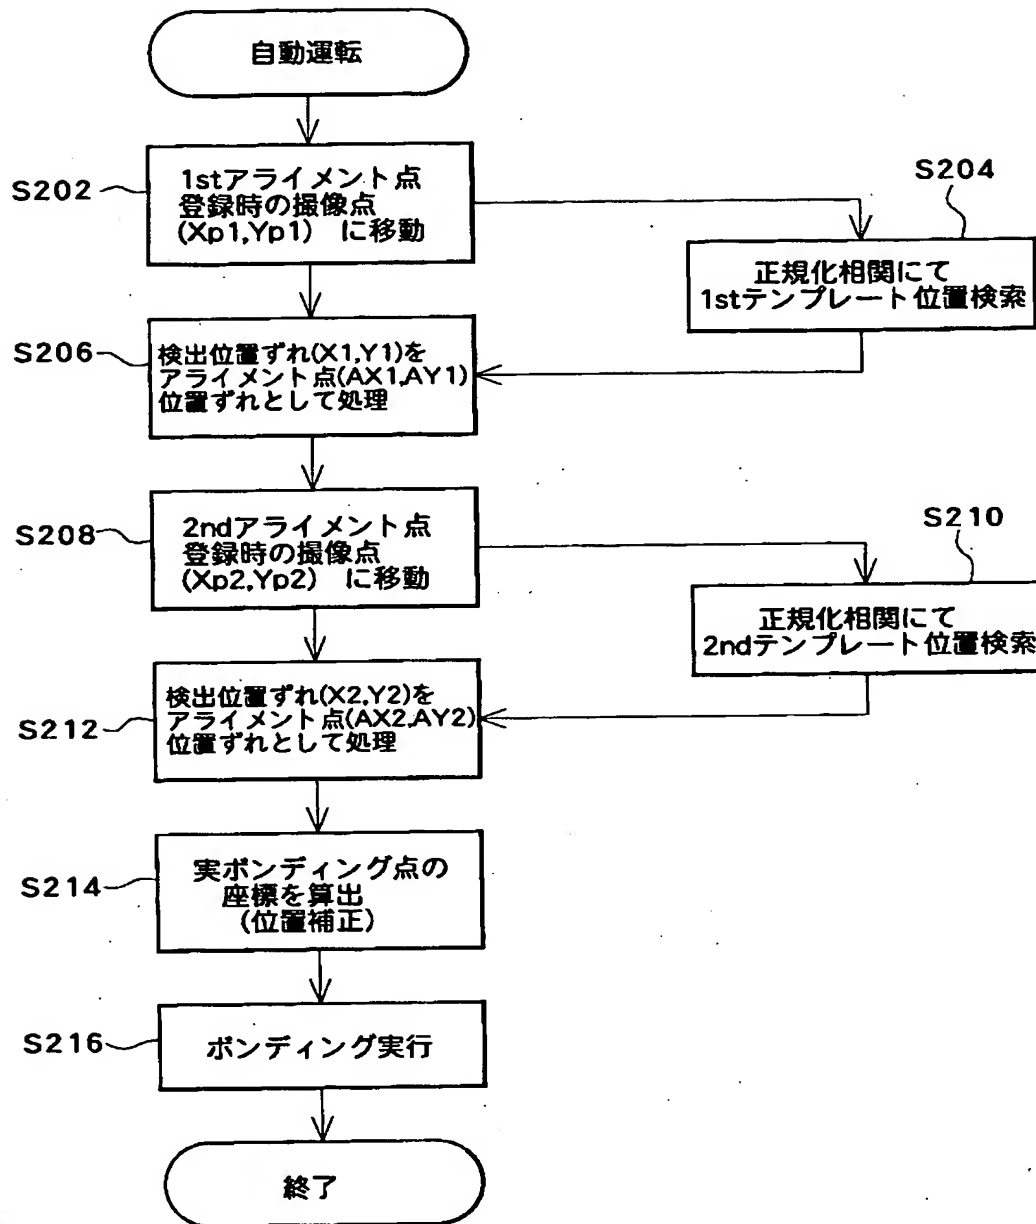 自動運転
S202
1stアライメント点
登録時の撮像点
(Xp1,Yp1) に移動
S204
正規化相関にて
1stテンプレート位置検索
S206
検出位置ずれ(X1,Y1)を
アライメント点(AX1,AY1)
位置ずれとして処理
S208
2ndアライメント点
登録時の撮像点
(Xp2,Yp2) に移動
S210
正規化相関にて
2ndテンプレート位置検索
S212
検出位置ずれ(X2,Y2)を
アライメント点(AX2,AY2)
位置ずれとして処理
S214
実ボンディング点の
座標を算出
(位置補正)
S216
ボンディング実行
終了